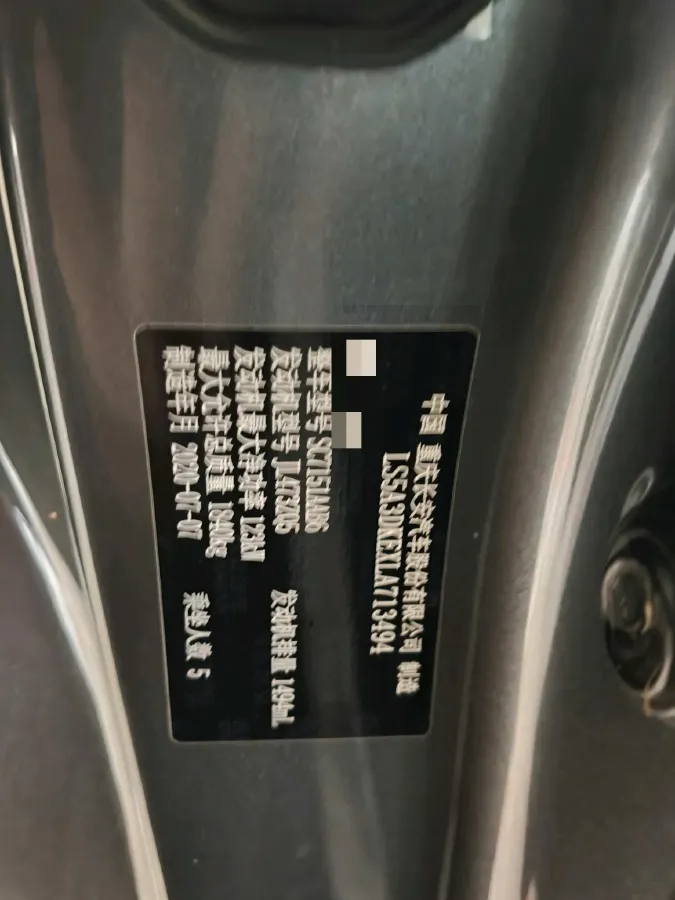 中国 重庆长安汽车股份有限公司 制造
LS5A3DKEXLA713494
整车型号
发动机型号 JL473ZQ5 发动机排量 1494mL
发动机最大净功率 123kW
最大允许总质量 1840kg
制造年月 2020-07-07 乘坐人数 5